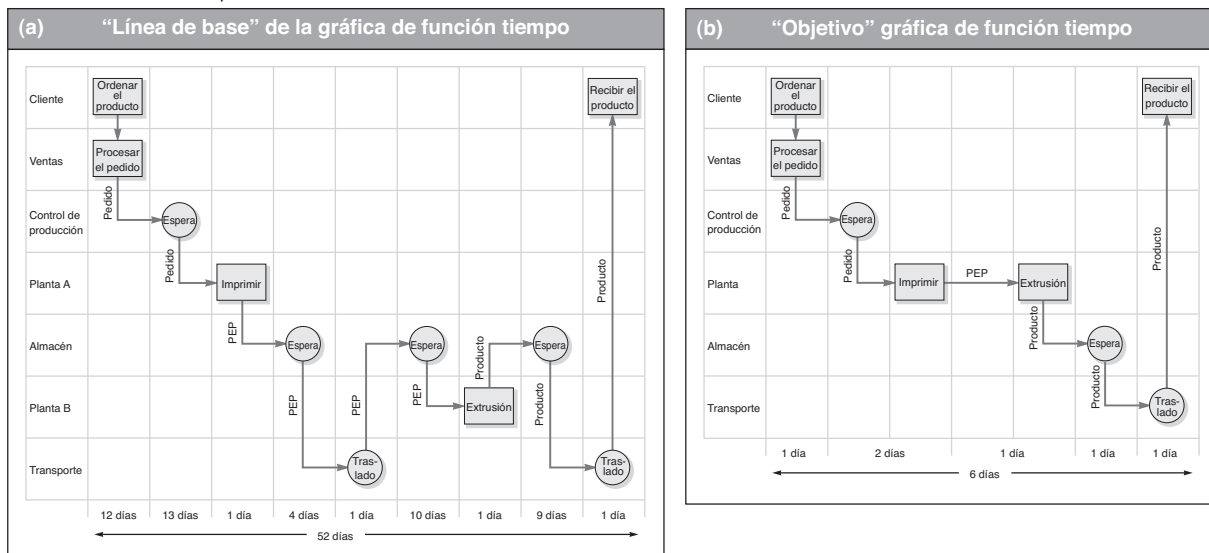 (a) “Línea de base” de la gráfica de función tiempo
Cliente
Ventas
Control de
producción
Planta A
Almacén
Planta B
Transporte
Ordenar
el
producto
Procesar
el pedido
Pedido
Espera
Pedido
Imprimir
PEP
Espera
PEP
Tras-
lado
PEP
Espera
PEP
Extrusión
Producto
Espera
Producto
Tras-
lado
Producto
Recibir el
producto
12 días
13 días
1 día
4 días
1 día
10 días
1 día
9 días
1 día
52 días
(b) “Objetivo” gráfica de función tiempo
Cliente
Ventas
Control de
producción
Planta
Almacén
Transporte
Ordenar
el
producto
Procesar
el pedido
Pedido
Espera
Pedido
Imprimir
PEP
Extrusión
Producto
Espera
Producto
Tras-
lado
Producto
Recibir el
producto
1 día
2 días
1 día
1 día
1 día
6 días